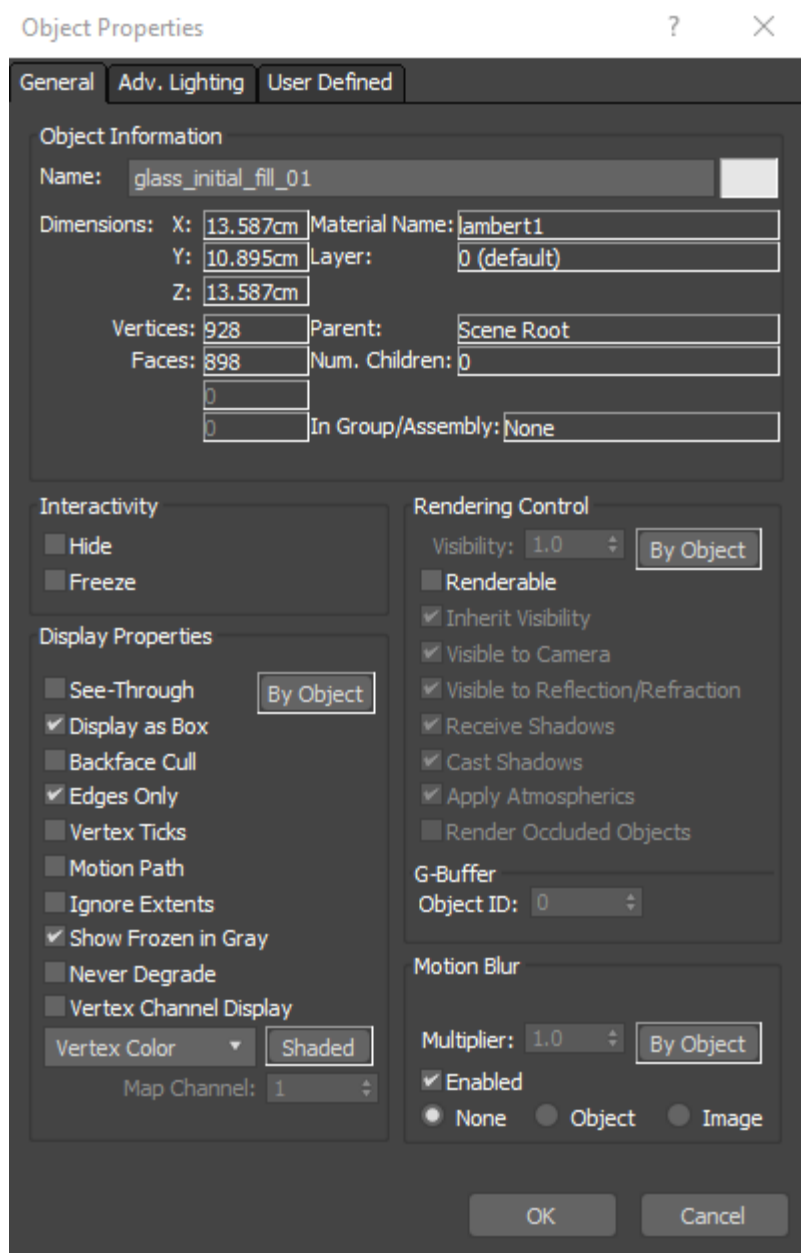 Object Properties ? ×
General Adv. Lighting User Defined
Object Information
Name: glass_initial_fill_01
Dimensions: X: 13.587cm Material Name: lambert1
Y: 10.895cm Layer: 0 (default)
Z: 13.587cm
Vertices: 928 Parent: Scene Root
Faces: 898 Num. Children: 0
0
0 In Group/Assembly: None
Interactivity
Hide
Freeze
Display Properties
See-Through By Object
Display as Box
Backface Cull
Edges Only
Vertex Ticks
Motion Path
Ignore Extents
Show Frozen in Gray
Never Degrade
Vertex Channel Display
Vertex Color Shaded
Map Channel: 1
Rendering Control
Visibility: 1.0 By Object
Renderable
Inherit Visibility
Visible to Camera
Visible to Reflection/Refraction
Receive Shadows
Cast Shadows
Apply Atmospherics
Render Occluded Objects
G-Buffer
Object ID: 0
Motion Blur
Multiplier: 1.0 By Object
Enabled
None Object Image
OK Cancel